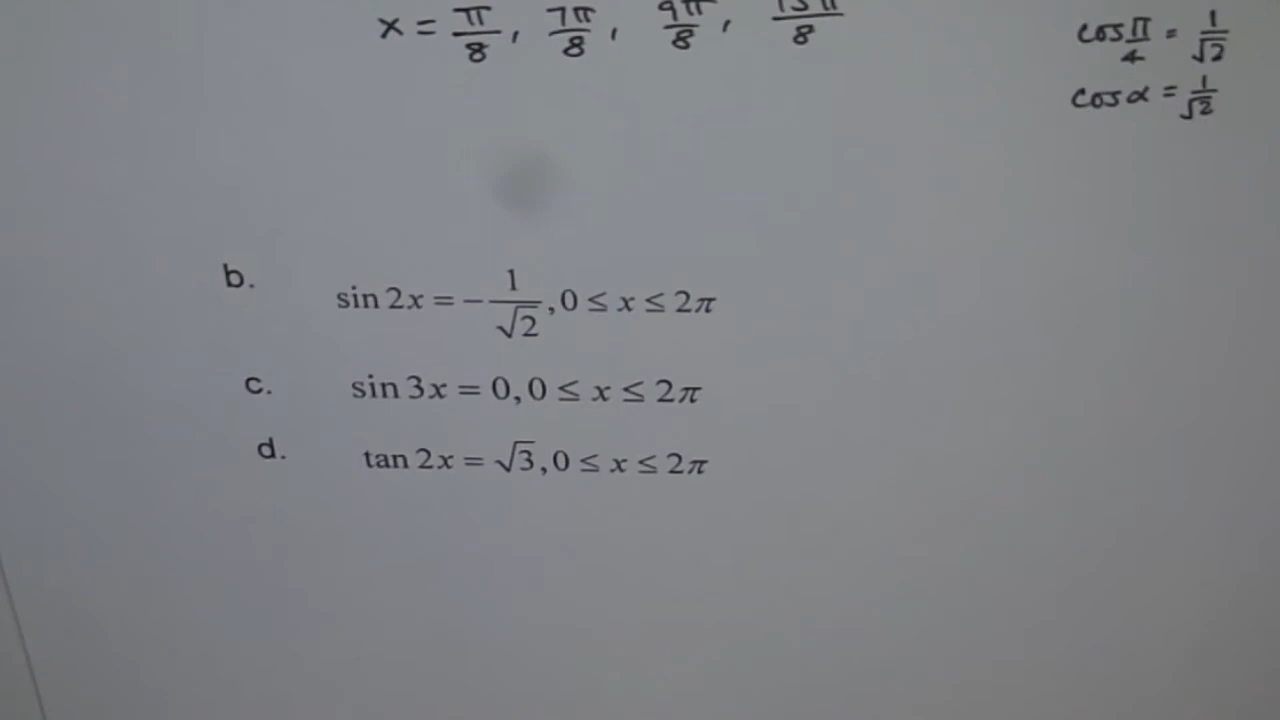 x = π/8, 7π/8, 9π/8, 15π/8
cos π/4 = 1/√2
cos α = 1/√2
b. sin 2x = −1/√2, 0 ≤ x ≤ 2π
c. sin 3x = 0, 0 ≤ x ≤ 2π
d. tan 2x = √3, 0 ≤ x ≤ 2π